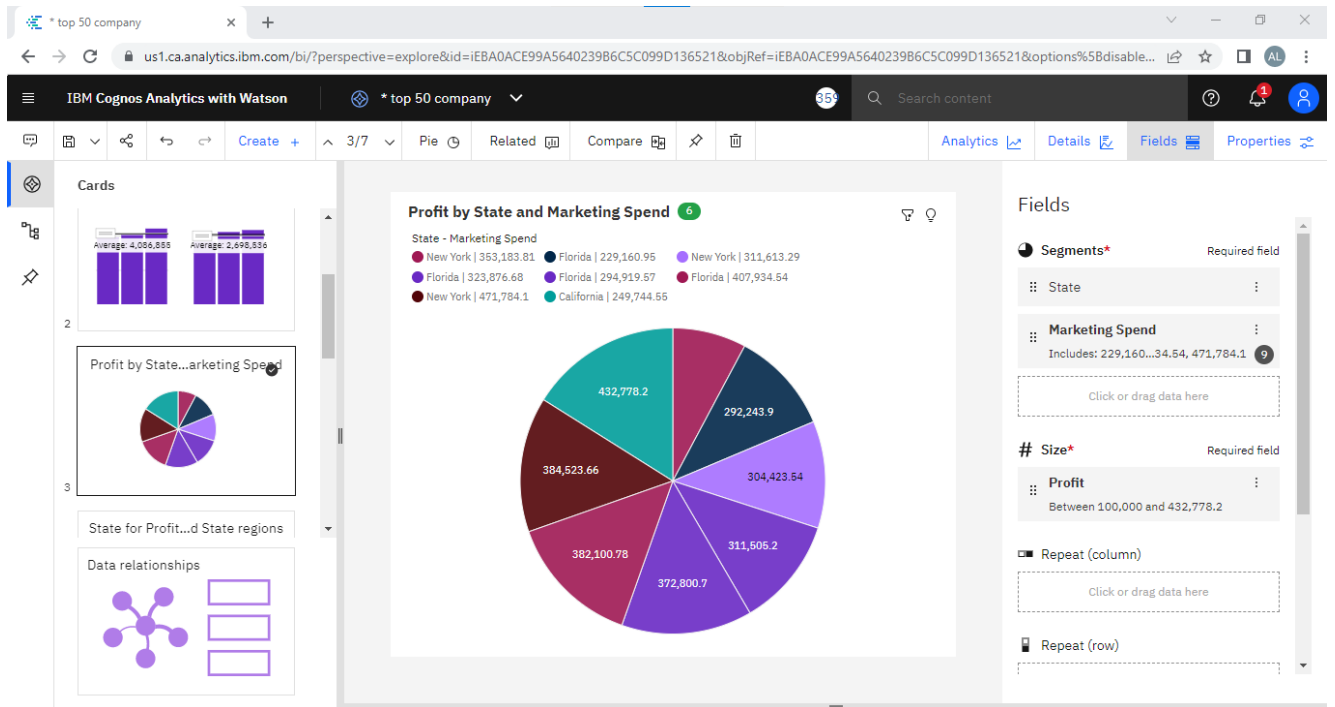 * top 50 company
us1.ca.analytics.ibm.com/bi/?perspective=explore&id=iEBA0ACE99A5640239B6C5C099D136521&objRef=iEBA0ACE99A5640239B6C5C099D136521&options%5Bdisable...
AL
IBM Cognos Analytics with Watson
* top 50 company
359
Search content
1
Create +
3/7
Pie
Related
Compare
Analytics
Details
Fields
Properties
Cards
Average: 4,086,855
Average: 2,698,536
2
Profit by State...arketing Spend
3
State for Profit...d State regions
Data relationships
Profit by State and Marketing Spend 6
State - Marketing Spend
New York | 353,183.81
Florida | 229,160.95
New York | 311,613.29
Florida | 323,876.68
Florida | 294,919.57
Florida | 407,934.54
New York | 471,784.1
California | 249,744.55
432,778.2
292,243.9
384,523.66
304,423.54
382,100.78
311,505.2
372,800.7
Fields
Segments*
Required field
State
Marketing Spend
Includes: 229,160...34.54, 471,784.1
9
Click or drag data here
# Size*
Required field
Profit
Between 100,000 and 432,778.2
Repeat (column)
Click or drag data here
Repeat (row)